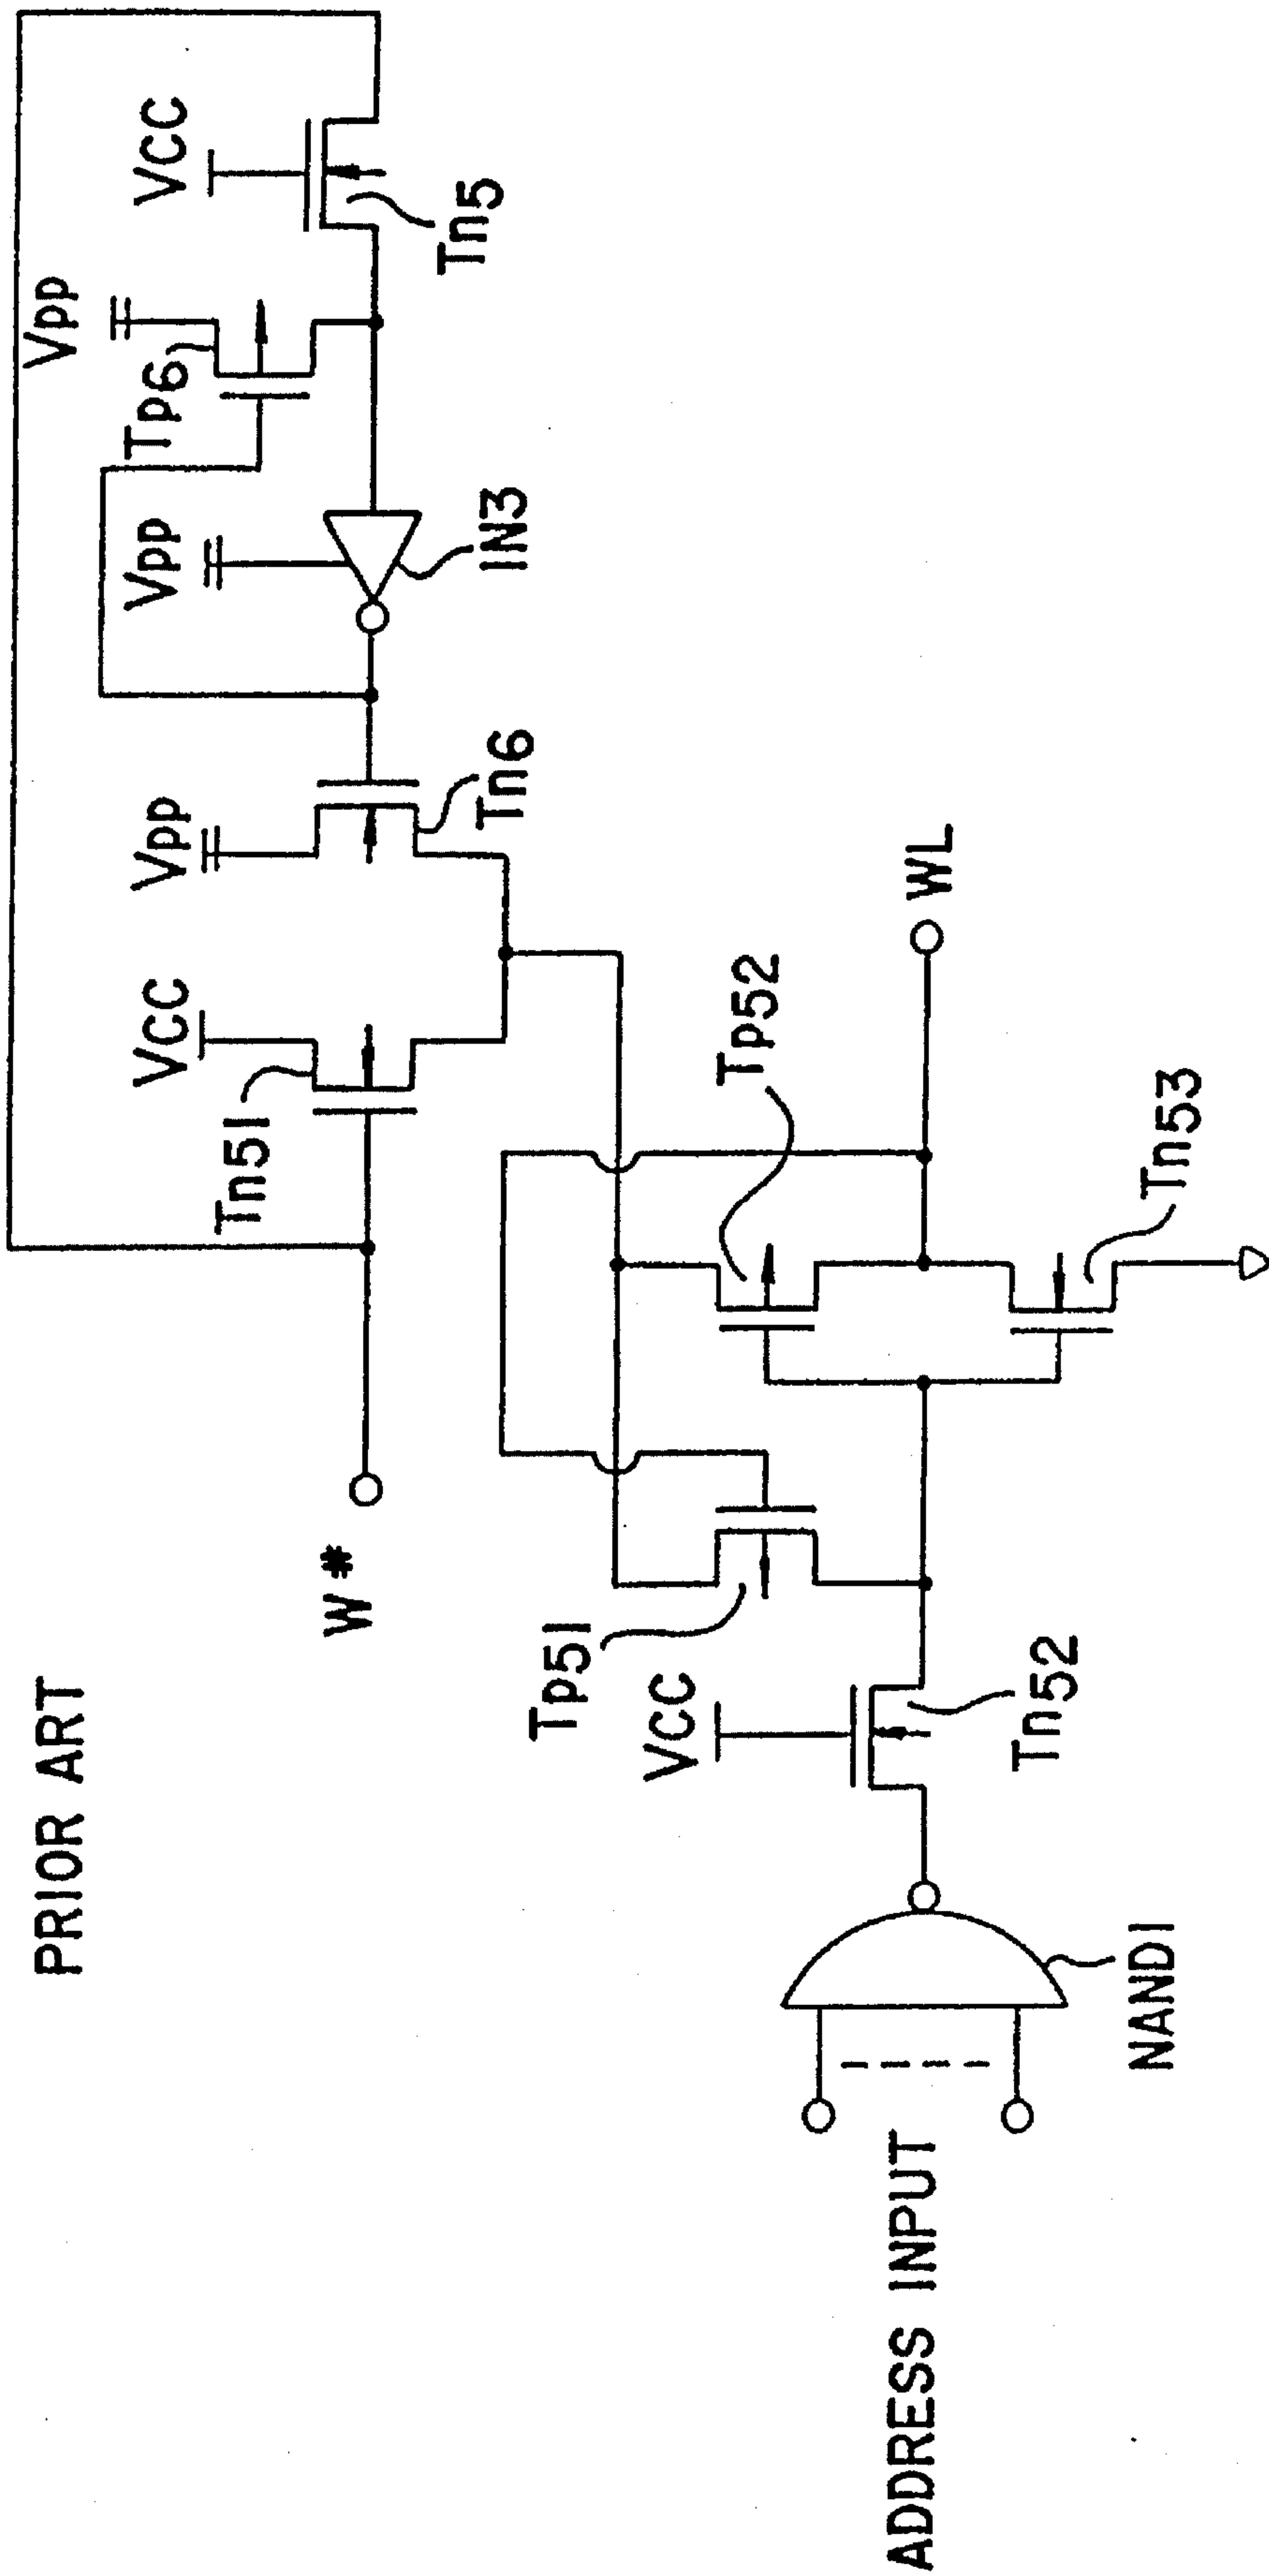 PRIOR ART
W*
VCC
Tn51
Vpp
Tn6
Vpp
IN3
Vpp
Tp6
VCC
Tn5
ADDRESS INPUT
NAND1
VCC
Tn52
Tp51
Tp52
Tn53
WL